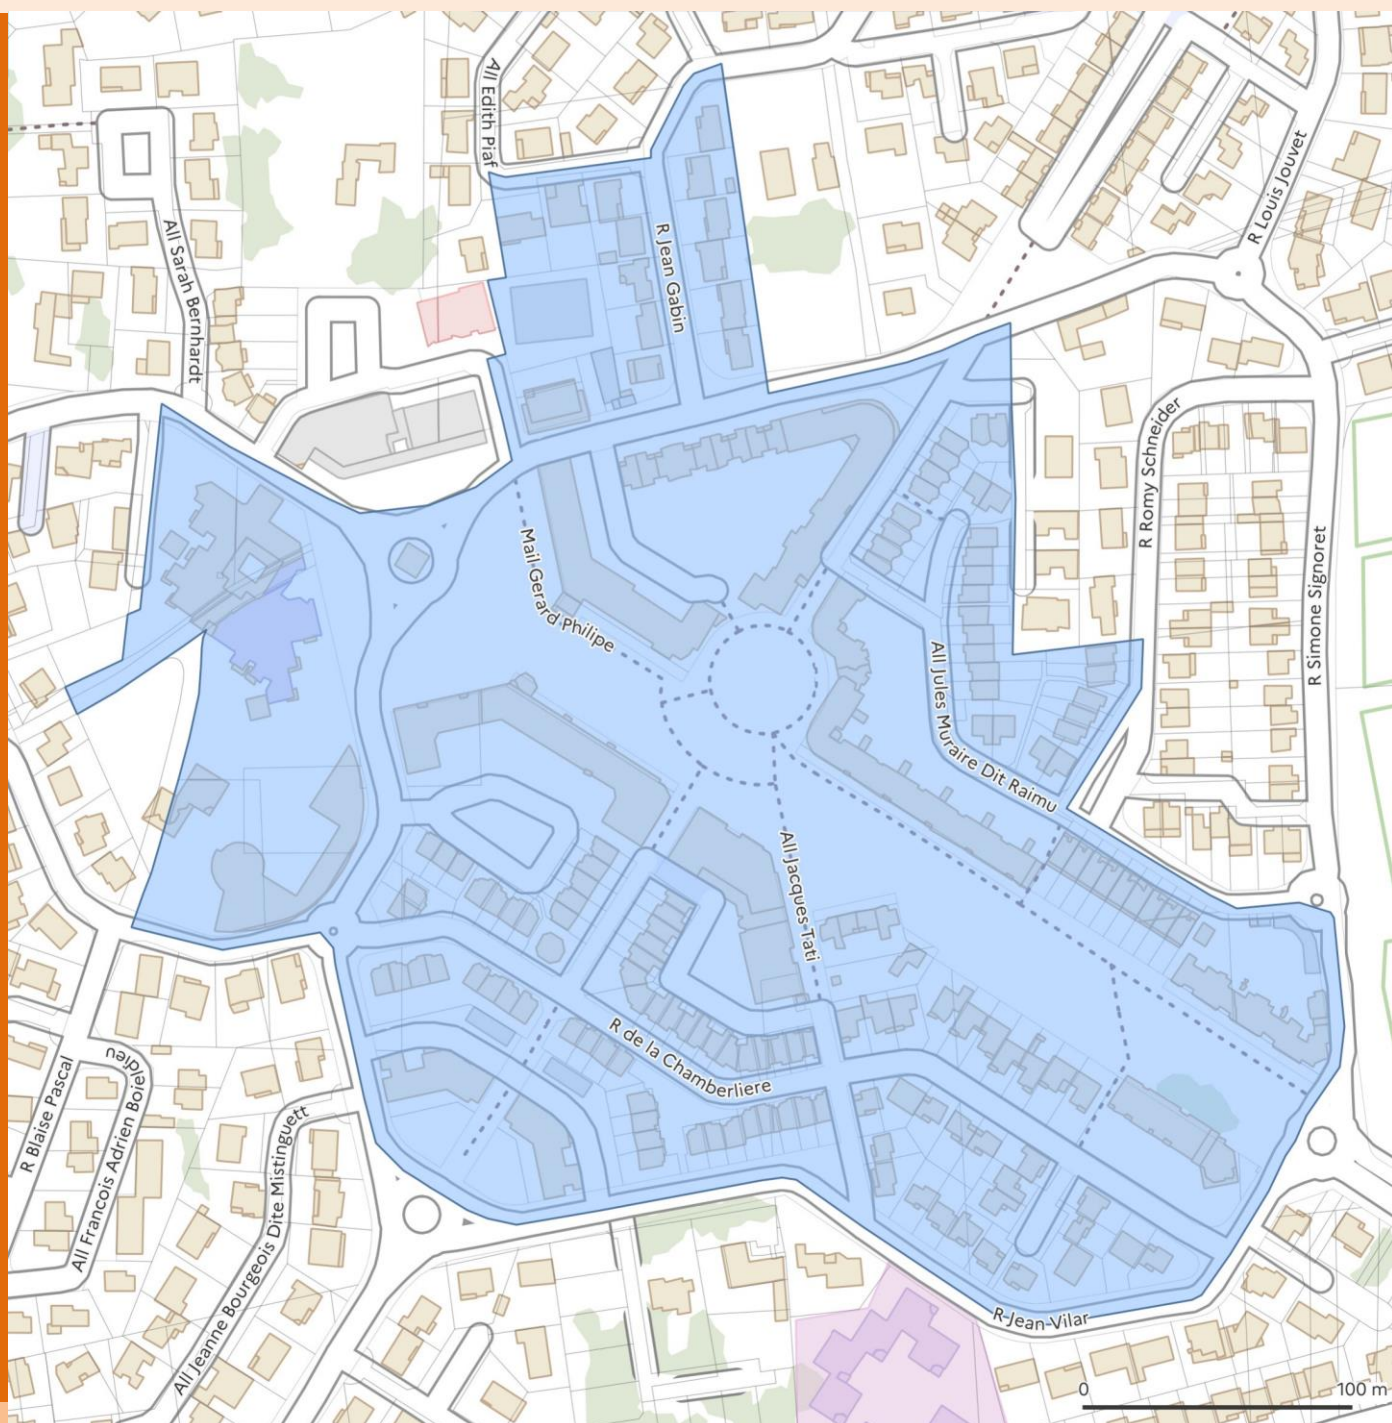 All Edith Piaf
R Louis Jouvet
All Sarah Bernhardt
R Jean Gabin
R Romy Schneider
Mail Gerard Philipe
R Simone Signoret
All Jules Muraire Dit Raimu
All Jacques Tati
R de la Chamberliere
R Blaise Pascal
All Francois Adrien Boieldieu
All Jeanne Bourgeois Dite Mistinguett
R Jean Vilar
0 100 m